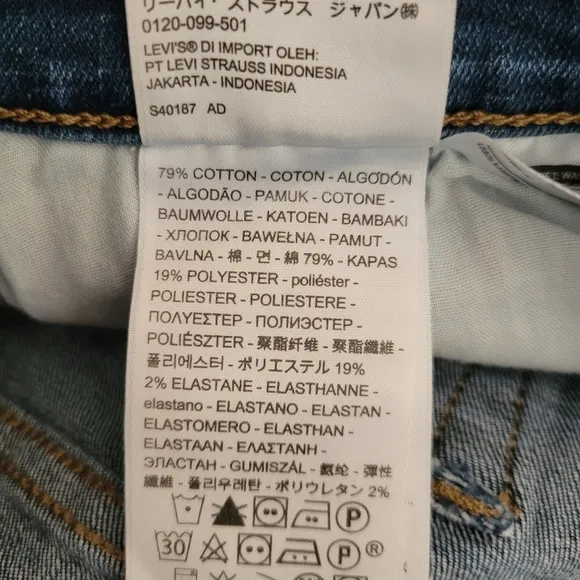 リーバイ・ストラウス ジャパン㈱
0120-099-501
LEVI'S® DI IMPORT OLEH:
PT LEVI STRAUSS INDONESIA
JAKARTA - INDONESIA
S40187 AD
79% COTTON - COTON - ALGODÓN
- ALGODÃO - PAMUK - COTONE -
BAUMWOLLE - KATOEN - BAMBAKI
- ХЛОПОК - BAWEŁNA - PAMUT -
BAVLNA - 棉 - 면 - 綿 79% - KAPAS
19% POLYESTER - poliéster -
POLIESTER - POLIESTERE -
ΠΟΛΥΕΣΤΕΡ - ПОЛИЭСТЕР -
POLIÉSZTER - 聚酯纤维 - 聚酯纖維 -
폴리에스터 - ポリエステル 19%
2% ELASTANE - ELASTHANNE -
elastano - ELASTANO - ELASTAN -
ELASTOMERO - ELASTHAN -
ELASTAAN - ΕΛΑΣΤΑΝΗ -
ЭЛАСТАН - GUMISZÁL - 氨纶 - 彈性
纖維 - 폴리우레탄 - ポリウレタン 2%
P
30 P ®